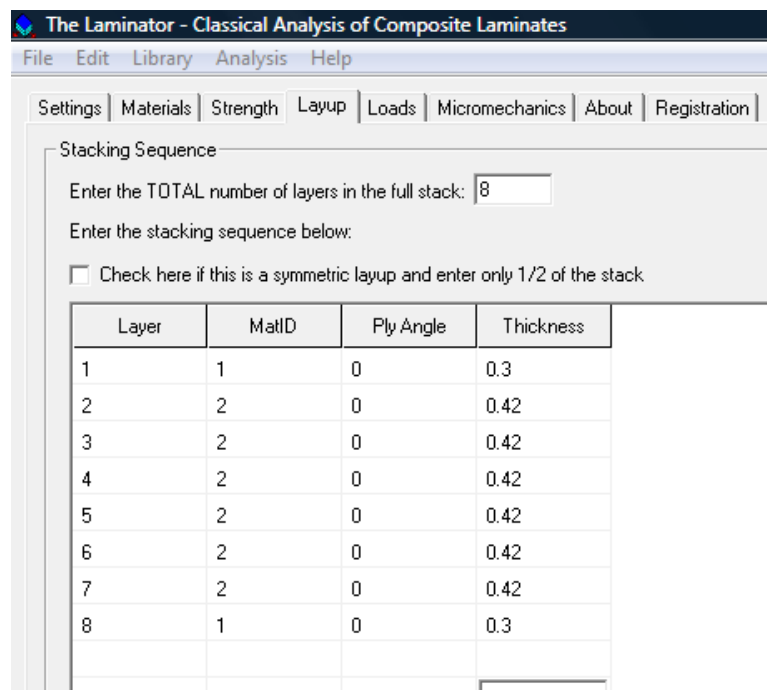 The Laminator - Classical Analysis of Composite Laminates
File Edit Library Analysis Help
Settings Materials Strength Layup Loads Micromechanics About Registration
Stacking Sequence
Enter the TOTAL number of layers in the full stack: 8
Enter the stacking sequence below:
Check here if this is a symmetric layup and enter only 1/2 of the stack
Layer MatID Ply Angle Thickness
1 1 0 0.3
2 2 0 0.42
3 2 0 0.42
4 2 0 0.42
5 2 0 0.42
6 2 0 0.42
7 2 0 0.42
8 1 0 0.3